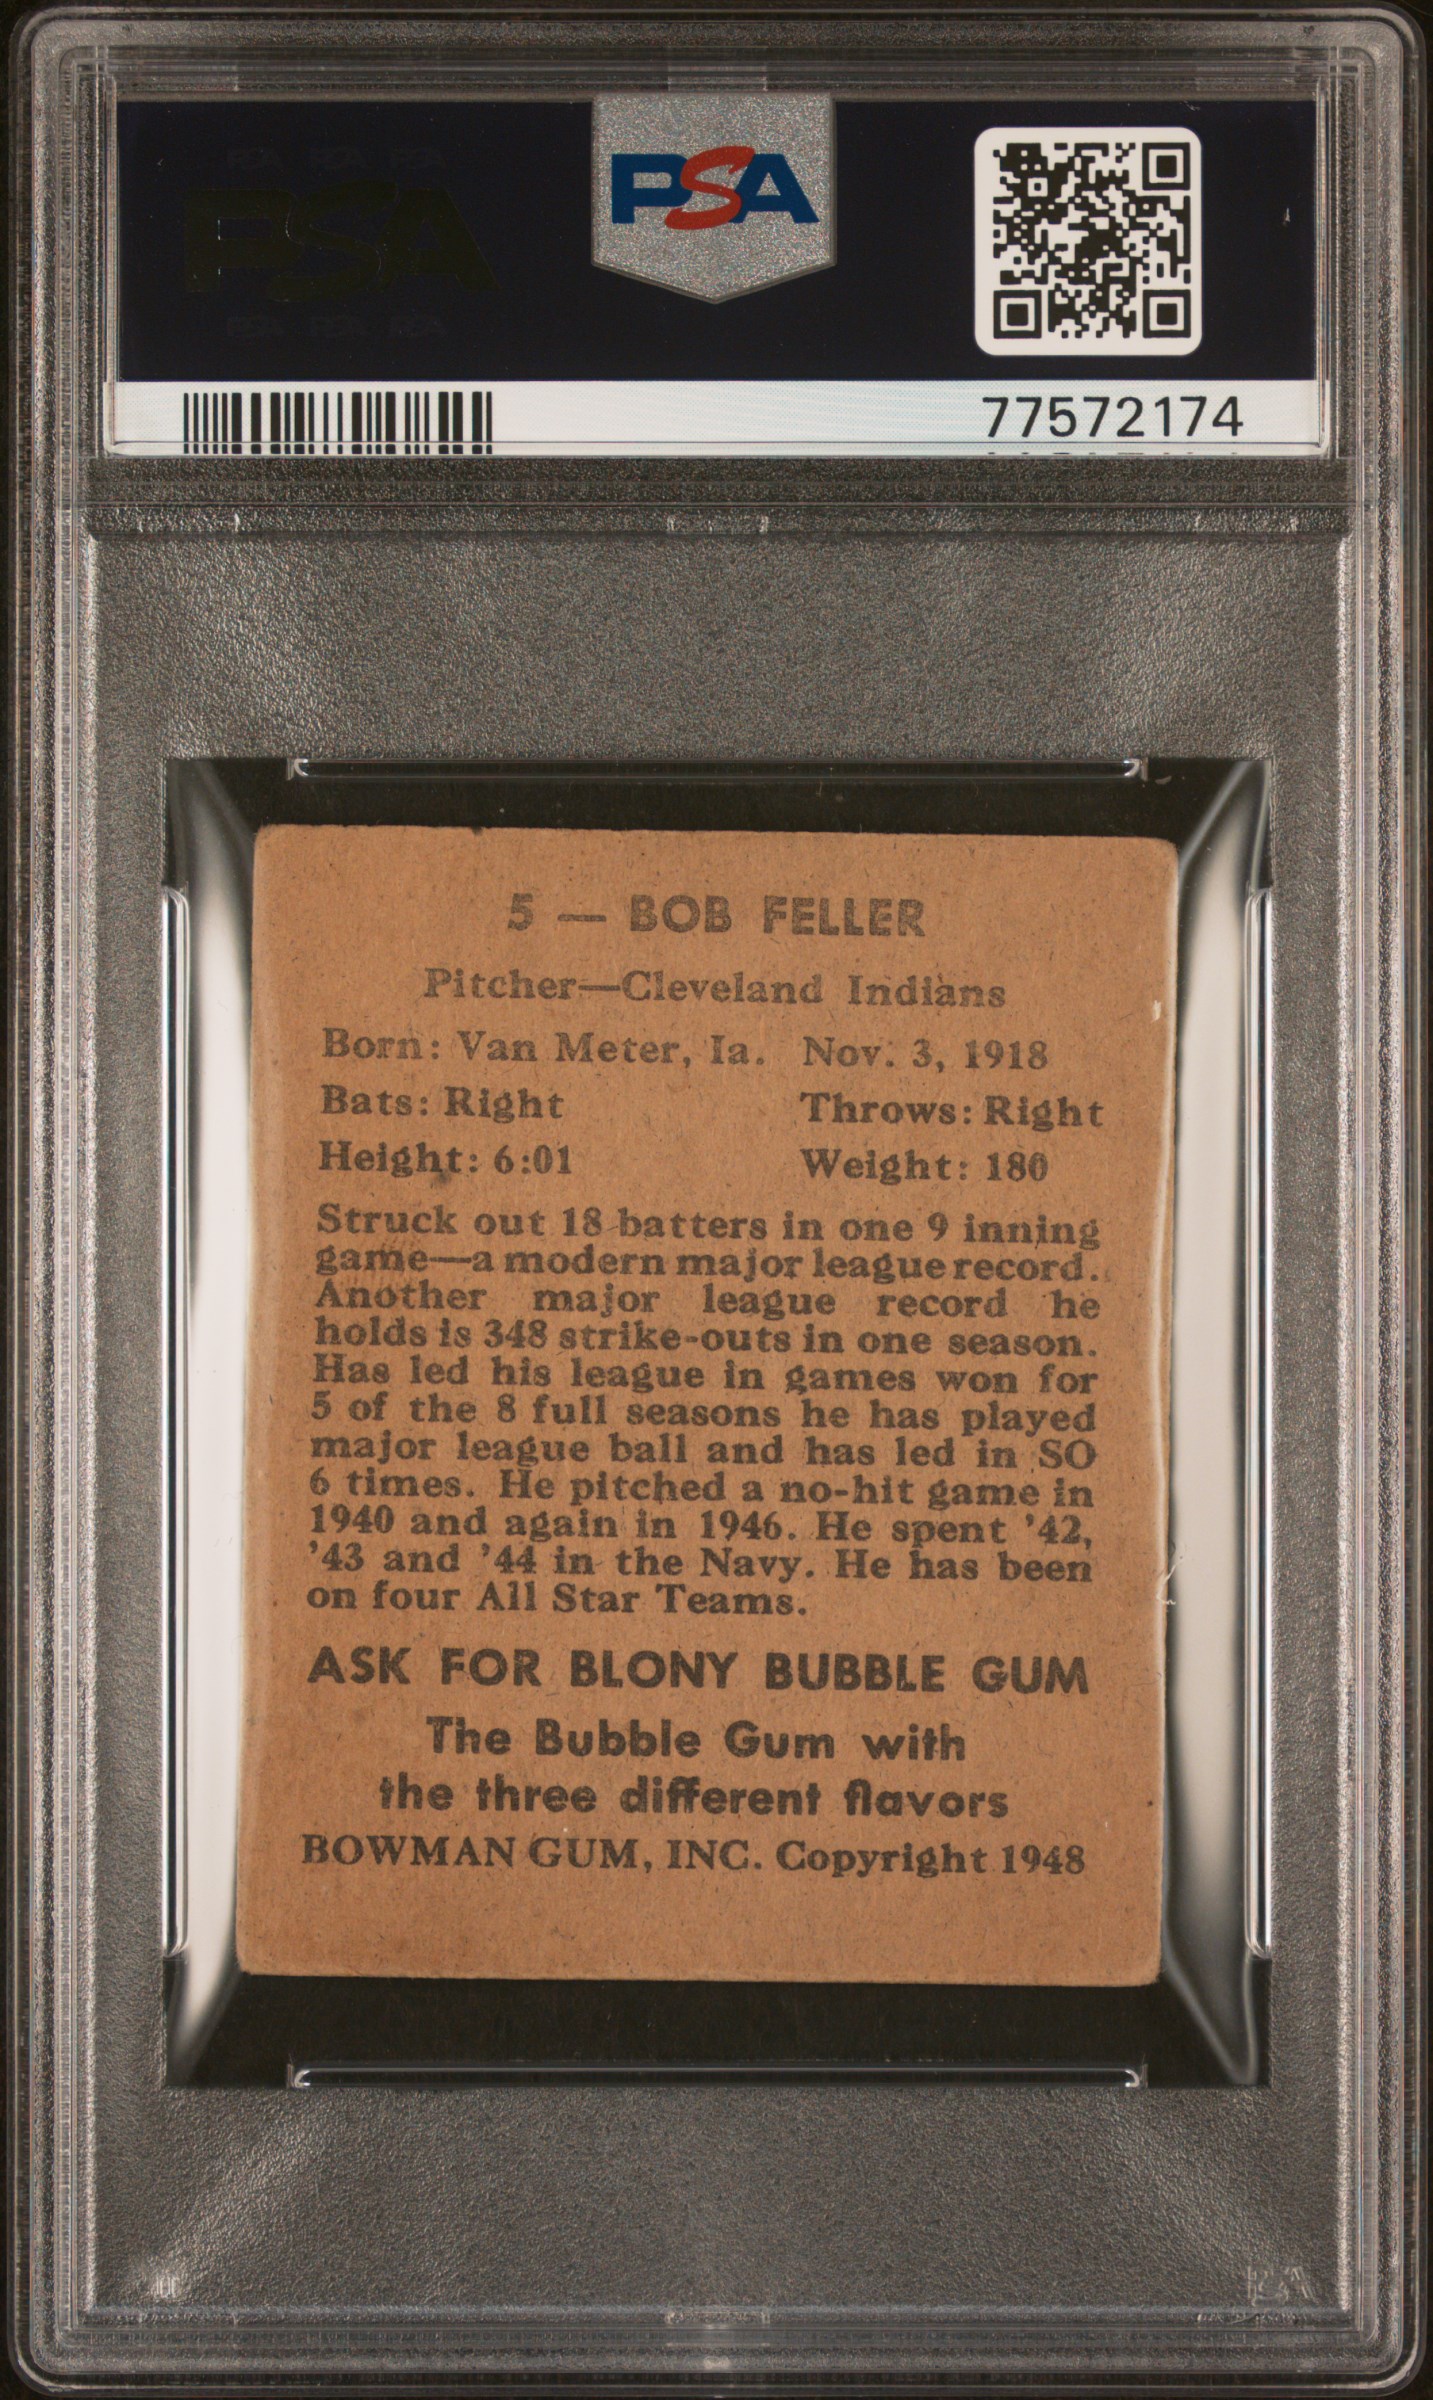 PSA
77572174
5 — BOB FELLER
Pitcher—Cleveland Indians
Born: Van Meter, Ia. Nov. 3, 1918
Bats: Right Throws: Right
Height: 6:01 Weight: 180
Struck out 18 batters in one 9 inning
game—a modern major league record.
Another major league record he
holds is 348 strike-outs in one season.
Has led his league in games won for
5 of the 8 full seasons he has played
major league ball and has led in SO
6 times. He pitched a no-hit game in
1940 and again in 1946. He spent '42,
'43 and '44 in the Navy. He has been
on four All Star Teams.
ASK FOR BLONY BUBBLE GUM
The Bubble Gum with
the three different flavors
BOWMAN GUM, INC. Copyright 1948